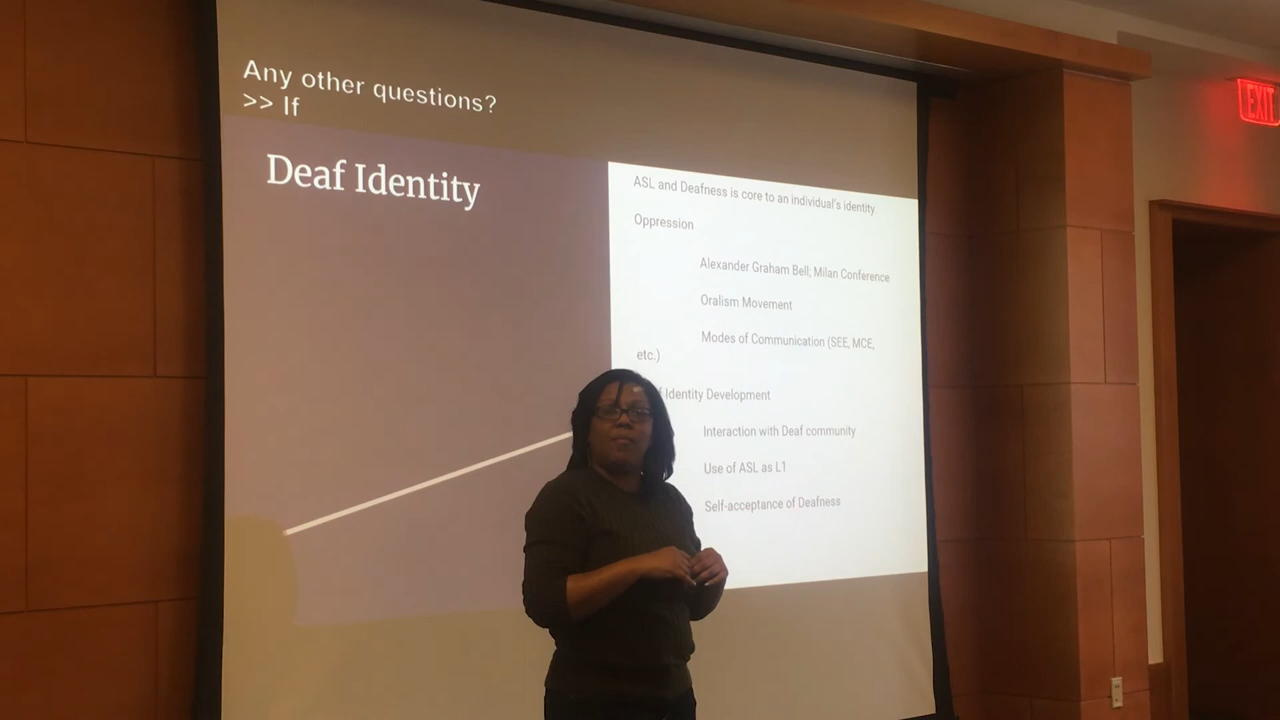 Any other questions?
>> If
Deaf Identity
ASL and Deafness is core to an individual's identity
Oppression
Alexander Graham Bell; Milan Conference
Oralism Movement
Modes of Communication (SEE, MCE,
etc.)
Identity Development
Interaction with Deaf community
Use of ASL as L1
Self-acceptance of Deafness
EXIT